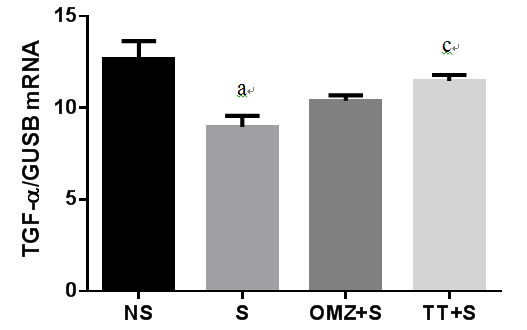 TGF-α/GUSB mRNA
15
10
5
0
a↵
c↵
NS S OMZ+S TT+S